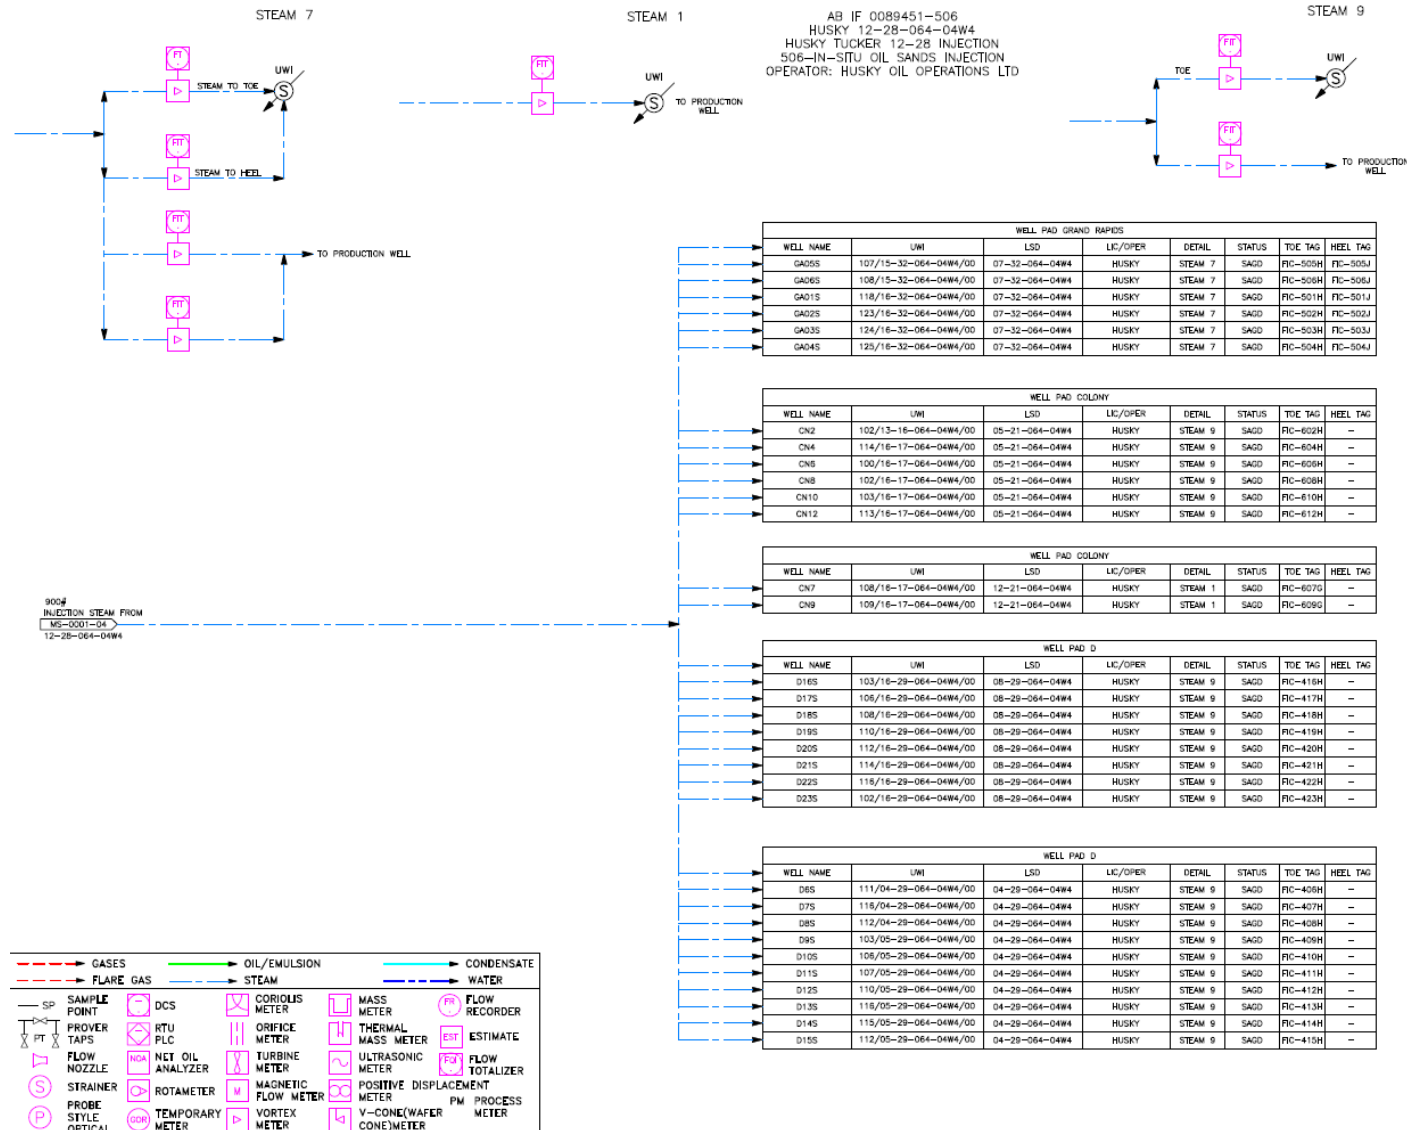 STEAM 7
STEAM 1
AB IF 0089451-506
HUSKY 12-28-064-04W4
HUSKY TUCKER 12-28 INJECTION
506-IN-SITU OIL SANDS INJECTION
OPERATOR: HUSKY OIL OPERATIONS LTD
STEAM 9
FIT
STEAM TO TOE
UWI
S
FIT
STEAM TO HEEL
FIT
TO PRODUCTION WELL
FIT
FIT
UWI
S
TO PRODUCTION
WELL
FIT
TOE
UWI
S
FIT
TO PRODUCTION
WELL
WELL PAD GRAND RAPIDS
WELL NAME UWI LSD LIC/OPER DETAIL STATUS TOE TAG HEEL TAG
GA05S 107/15-32-064-04W4/00 07-32-064-04W4 HUSKY STEAM 7 SAGD FIC-505H FIC-505J
GA06S 108/15-32-064-04W4/00 07-32-064-04W4 HUSKY STEAM 7 SAGD FIC-506H FIC-506J
GA01S 118/16-32-064-04W4/00 07-32-064-04W4 HUSKY STEAM 7 SAGD FIC-501H FIC-501J
GA02S 123/16-32-064-04W4/00 07-32-064-04W4 HUSKY STEAM 7 SAGD FIC-502H FIC-502J
GA03S 124/16-32-064-04W4/00 07-32-064-04W4 HUSKY STEAM 7 SAGD FIC-503H FIC-503J
GA04S 125/16-32-064-04W4/00 07-32-064-04W4 HUSKY STEAM 7 SAGD FIC-504H FIC-504J
WELL PAD COLONY
WELL NAME UWI LSD LIC/OPER DETAIL STATUS TOE TAG HEEL TAG
CN2 102/13-16-064-04W4/00 05-21-064-04W4 HUSKY STEAM 9 SAGD FIC-602H -
CN4 114/16-17-064-04W4/00 05-21-064-04W4 HUSKY STEAM 9 SAGD FIC-604H -
CN6 100/16-17-064-04W4/00 05-21-064-04W4 HUSKY STEAM 9 SAGD FIC-606H -
CN8 102/16-17-064-04W4/00 05-21-064-04W4 HUSKY STEAM 9 SAGD FIC-608H -
CN10 103/16-17-064-04W4/00 05-21-064-04W4 HUSKY STEAM 9 SAGD FIC-610H -
CN12 113/16-17-064-04W4/00 05-21-064-04W4 HUSKY STEAM 9 SAGD FIC-612H -
WELL PAD COLONY
WELL NAME UWI LSD LIC/OPER DETAIL STATUS TOE TAG HEEL TAG
CN7 108/16-17-064-04W4/00 12-21-064-04W4 HUSKY STEAM 1 SAGD FIC-607G -
CN9 109/16-17-064-04W4/00 12-21-064-04W4 HUSKY STEAM 1 SAGD FIC-609G -
900#
INJECTION STEAM FROM
MS-0001-04
12-28-064-04W4
WELL PAD D
WELL NAME UWI LSD LIC/OPER DETAIL STATUS TOE TAG HEEL TAG
D16S 103/16-29-064-04W4/00 08-29-064-04W4 HUSKY STEAM 9 SAGD FIC-416H -
D17S 106/16-29-064-04W4/00 08-29-064-04W4 HUSKY STEAM 9 SAGD FIC-417H -
D18S 108/16-29-064-04W4/00 08-29-064-04W4 HUSKY STEAM 9 SAGD FIC-418H -
D19S 110/16-29-064-04W4/00 08-29-064-04W4 HUSKY STEAM 9 SAGD FIC-419H -
D20S 112/16-29-064-04W4/00 08-29-064-04W4 HUSKY STEAM 9 SAGD FIC-420H -
D21S 114/16-29-064-04W4/00 08-29-064-04W4 HUSKY STEAM 9 SAGD FIC-421H -
D22S 116/16-29-064-04W4/00 08-29-064-04W4 HUSKY STEAM 9 SAGD FIC-422H -
D23S 102/16-29-064-04W4/00 08-29-064-04W4 HUSKY STEAM 9 SAGD FIC-423H -
WELL PAD D
WELL NAME UWI LSD LIC/OPER DETAIL STATUS TOE TAG HEEL TAG
D6S 111/04-29-064-04W4/00 04-29-064-04W4 HUSKY STEAM 9 SAGD FIC-406H -
D7S 116/04-29-064-04W4/00 04-29-064-04W4 HUSKY STEAM 9 SAGD FIC-407H -
D8S 112/04-29-064-04W4/00 04-29-064-04W4 HUSKY STEAM 9 SAGD FIC-408H -
D9S 103/05-29-064-04W4/00 04-29-064-04W4 HUSKY STEAM 9 SAGD FIC-409H -
D10S 106/05-29-064-04W4/00 04-29-064-04W4 HUSKY STEAM 9 SAGD FIC-410H -
D11S 107/05-29-064-04W4/00 04-29-064-04W4 HUSKY STEAM 9 SAGD FIC-411H -
D12S 110/05-29-064-04W4/00 04-29-064-04W4 HUSKY STEAM 9 SAGD FIC-412H -
D13S 116/05-29-064-04W4/00 04-29-064-04W4 HUSKY STEAM 9 SAGD FIC-413H -
D14S 115/05-29-064-04W4/00 04-29-064-04W4 HUSKY STEAM 9 SAGD FIC-414H -
D15S 112/05-29-064-04W4/00 04-29-064-04W4 HUSKY STEAM 9 SAGD FIC-415H -
GASES OIL/EMULSION CONDENSATE
FLARE GAS STEAM WATER
SP SAMPLE POINT
DCS
CORIOLIS METER
MASS METER
FR FLOW RECORDER
PT PROVER TAPS
RTU PLC
ORIFICE METER
THERMAL MASS METER
EST ESTIMATE
FLOW NOZZLE
NOA NET OIL ANALYZER
TURBINE METER
ULTRASONIC METER
FQI FLOW TOTALIZER
S STRAINER
ROTAMETER
M MAGNETIC FLOW METER
POSITIVE DISPLACEMENT METER
PM PROCESS METER
P PROBE STYLE OPTICAL
GOR TEMPORARY METER
VORTEX METER
V-CONE(WAFER CONE)METER